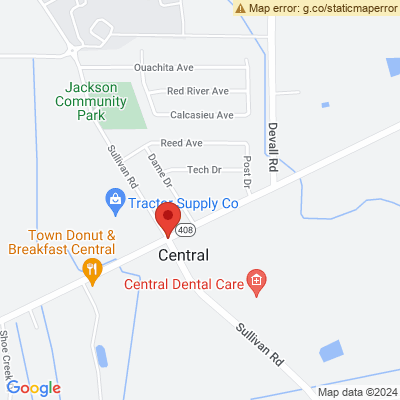 Map error: g.co/staticmaperror
Ouachita Ave
Jackson
Community
Park
Red River Ave
Calcasieu Ave
Devall Rd
Reed Ave
Sullivan Rd
Dame Dr
Tech Dr
Post Dr
Tractor Supply Co
408
Town Donut &
Breakfast Central
Central
Central Dental Care
Sullivan Rd
Shoe Creek
Google
Map data ©2024